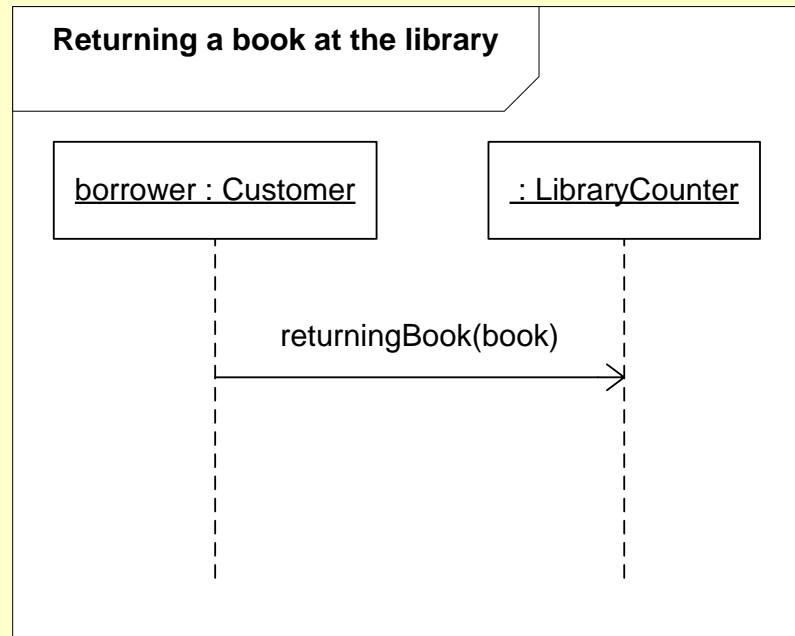 Returning a book at the library
borrower : Customer
: LibraryCounter
returningBook(book)